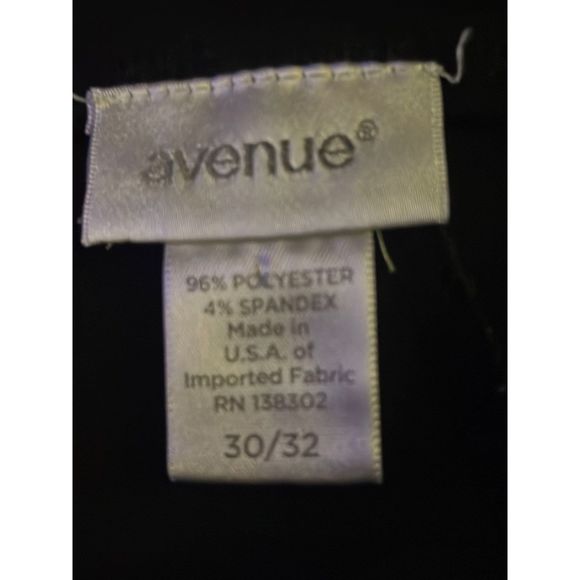 avenue®
96% POLYESTER
4% SPANDEX
Made in
U.S.A. of
Imported Fabric
RN 138302
30/32